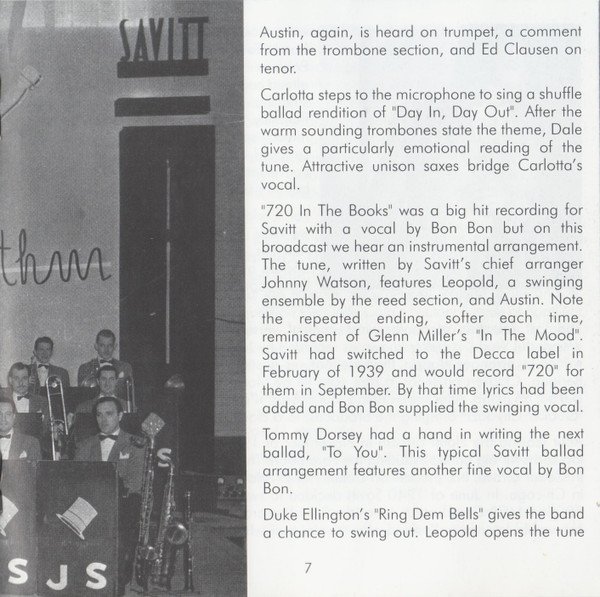 SAVITT
thm
S
S J S
Austin, again, is heard on trumpet, a comment
from the trombone section, and Ed Clausen on
tenor.
Carlotta steps to the microphone to sing a shuffle
ballad rendition of "Day In, Day Out". After the
warm sounding trombones state the theme, Dale
gives a particularly emotional reading of the
tune. Attractive unison saxes bridge Carlotta's
vocal.
"720 In The Books" was a big hit recording for
Savitt with a vocal by Bon Bon but on this
broadcast we hear an instrumental arrangement.
The tune, written by Savitt's chief arranger
Johnny Watson, features Leopold, a swinging
ensemble by the reed section, and Austin. Note
the repeated ending, softer each time,
reminiscent of Glenn Miller's "In The Mood".
Savitt had switched to the Decca label in
February of 1939 and would record "720" for
them in September. By that time lyrics had been
added and Bon Bon supplied the swinging vocal.
Tommy Dorsey had a hand in writing the next
ballad, "To You". This typical Savitt ballad
arrangement features another fine vocal by Bon
Bon.
Duke Ellington's "Ring Dem Bells" gives the band
a chance to swing out. Leopold opens the tune
7